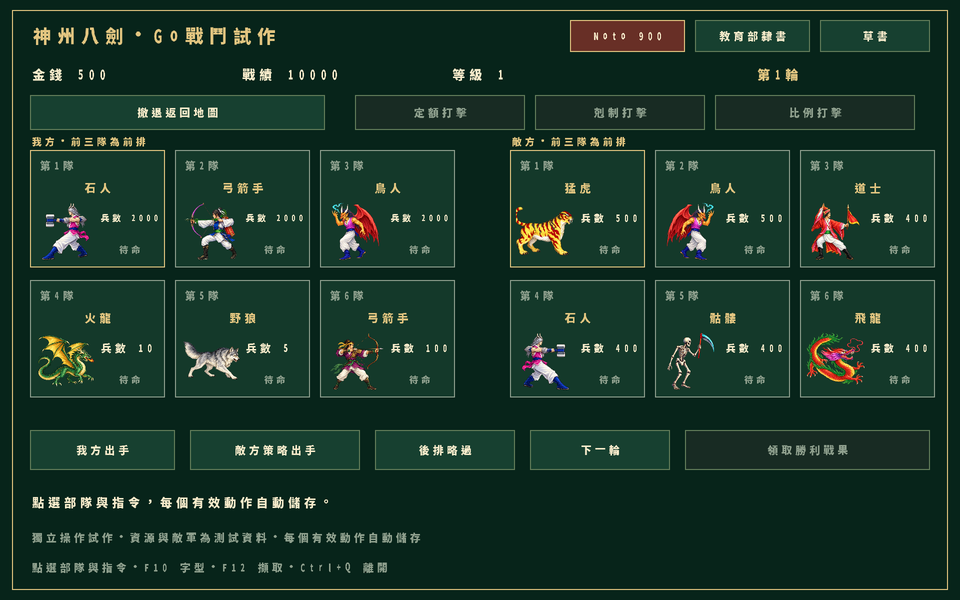 神州八劍・GO戰鬥試作
Noto 900
教育部隸書
草書
金錢 500
戰績 10000
等級 1
第1輪
撤退返回地圖
定額打擊
剋制打擊
比例打擊
我方・前三隊為前排
敵方・前三隊為前排
第1隊
石人
兵數 2000
待命
第2隊
弓箭手
兵數 2000
待命
第3隊
鳥人
兵數 2000
待命
第1隊
猛虎
兵數 500
待命
第2隊
鳥人
兵數 500
待命
第3隊
道士
兵數 400
待命
第4隊
火龍
兵數 10
待命
第5隊
野狼
兵數 5
待命
第6隊
弓箭手
兵數 100
待命
第4隊
石人
兵數 400
待命
第5隊
骷髏
兵數 400
待命
第6隊
飛龍
兵數 400
待命
我方出手
敵方策略出手
後排略過
下一輪
領取勝利戰果
點選部隊與指令，每個有效動作自動儲存。
獨立操作試作・資源與敵軍為測試資料・每個有效動作自動儲存
點選部隊與指令・F10 字型・F12 擷取・Ctrl+Q 離開